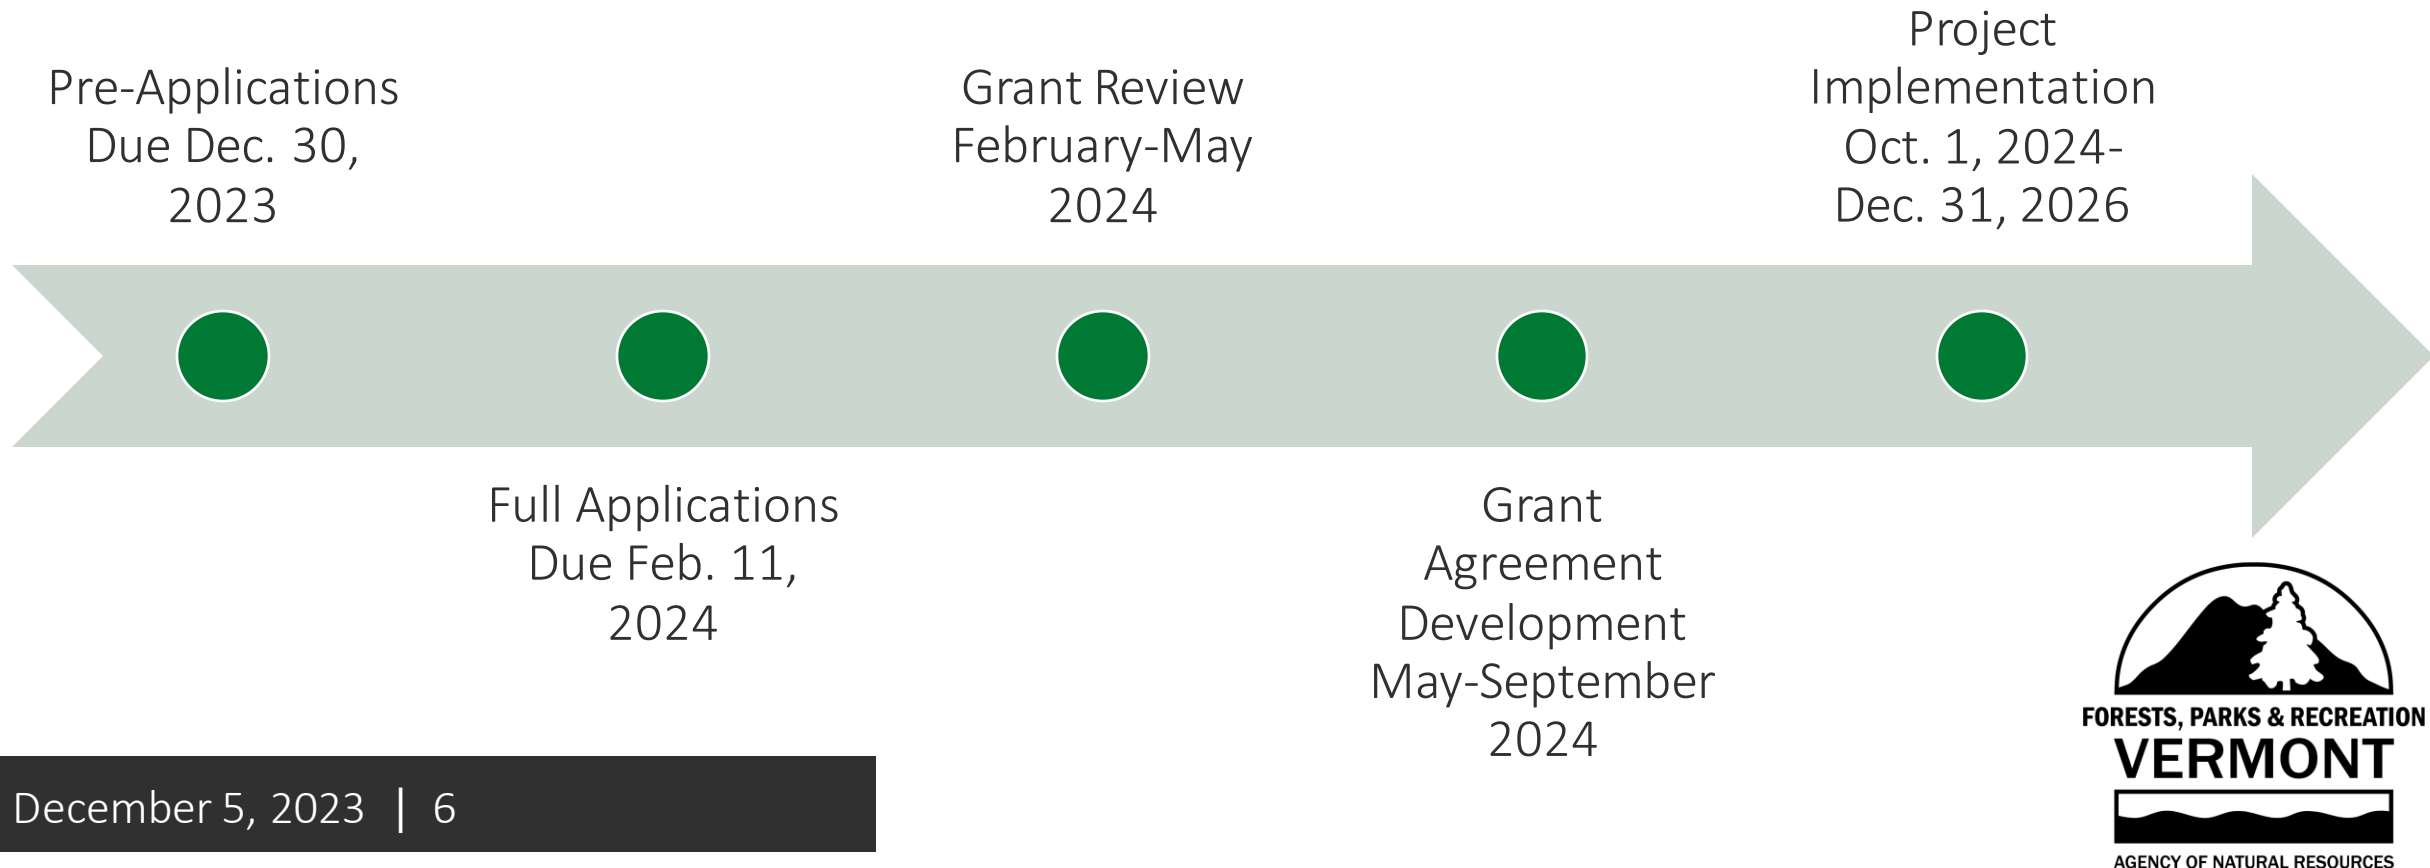 Pre-Applications
Due Dec. 30,
2023
Full Applications
Due Feb. 11,
2024
Grant Review
February-May
2024
Grant
Agreement
Development
May-September
2024
Project
Implementation
Oct. 1, 2024-
Dec. 31, 2026
December 5, 2023 | 6
FORESTS, PARKS & RECREATION
VERMONT
AGENCY OF NATURAL RESOURCES